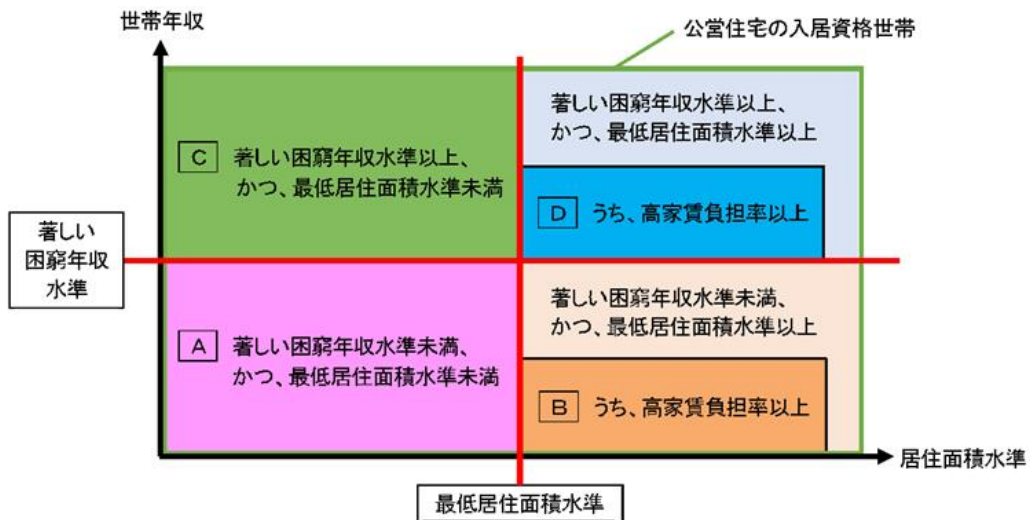 世帯年収
公営住宅の入居資格世帯
C 著しい困窮年収水準以上、
かつ、最低居住面積水準未満
著しい困窮年収水準以上、
かつ、最低居住面積水準以上
D うち、高家賃負担率以上
著しい
困窮年収
水準
A 著しい困窮年収水準未満、
かつ、最低居住面積水準未満
著しい困窮年収水準未満、
かつ、最低居住面積水準以上
B うち、高家賃負担率以上
居住面積水準
最低居住面積水準